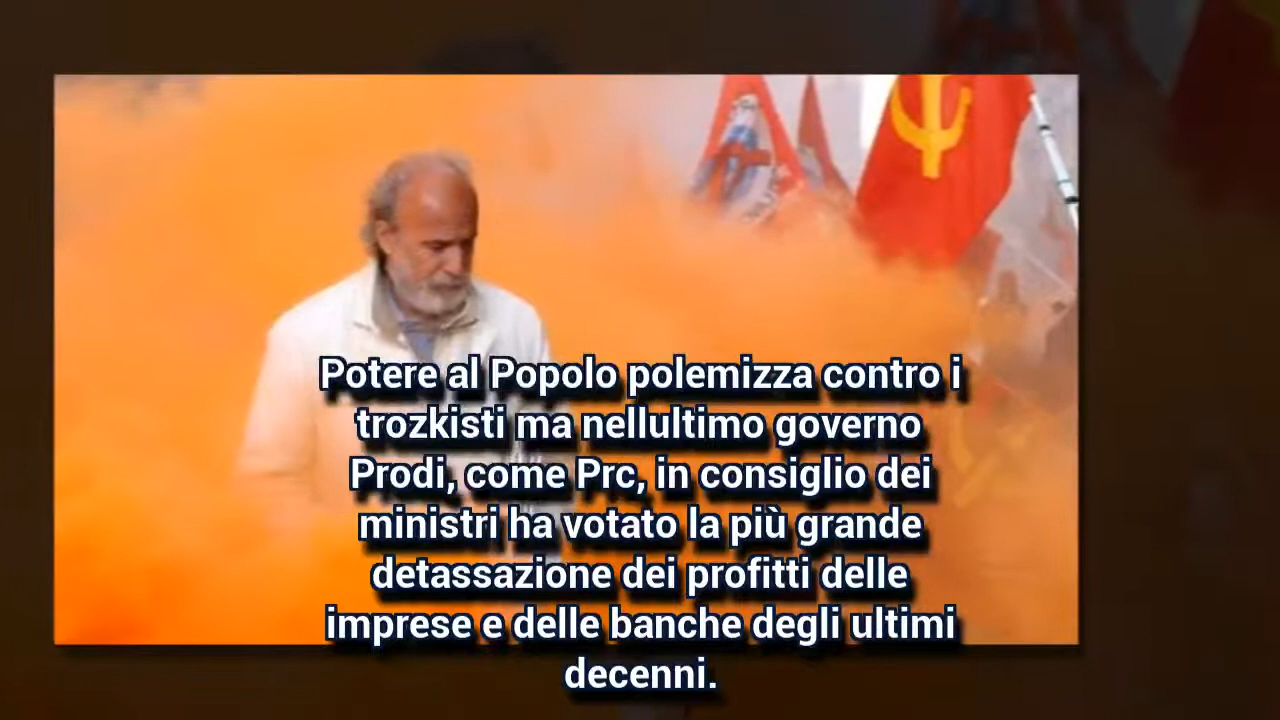 Potere al Popolo polemizza contro i
trozkisti ma nellultimo governo
Prodi, come Prc, in consiglio dei
ministri ha votato la più grande
detassazione dei profitti delle
imprese e delle banche degli ultimi
decenni.